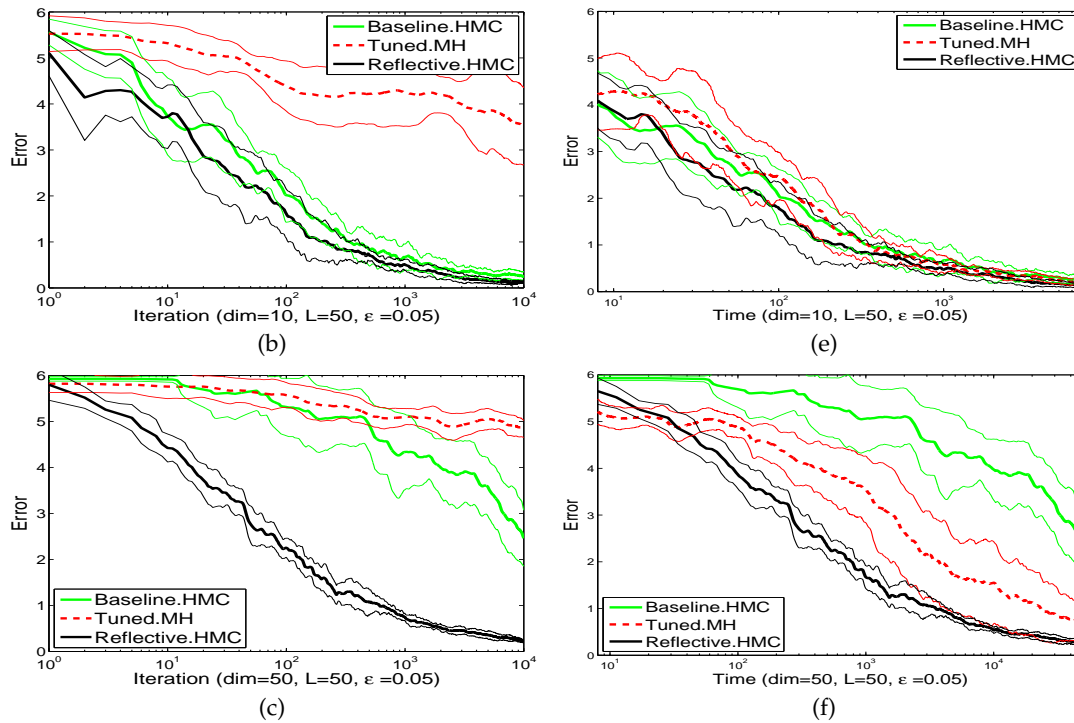 6
5
4
3
2
1
0
Error
Baseline.HMC
Tuned.MH
Reflective.HMC
10^0 10^1 10^2 10^3 10^4
Iteration (dim=10, L=50, ε =0.05)
(b)
6
5
4
3
2
1
0
Error
Baseline.HMC
Tuned.MH
Reflective.HMC
10^1 10^2 10^3
Time (dim=10, L=50, ε =0.05)
(e)
6
5
4
3
2
1
0
Error
Baseline.HMC
Tuned.MH
Reflective.HMC
10^0 10^1 10^2 10^3 10^4
Iteration (dim=50, L=50, ε =0.05)
(c)
6
5
4
3
2
1
0
Error
Baseline.HMC
Tuned.MH
Reflective.HMC
10^1 10^2 10^3 10^4
Time (dim=50, L=50, ε =0.05)
(f)